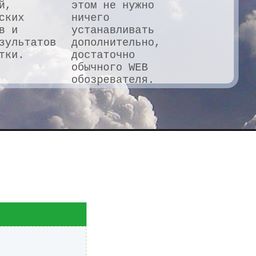 й,
ских
в и
зультатов
тки.
этом не нужно
ничего
устанавливать
дополнительно,
достаточно
обычного WEB
обозревателя.